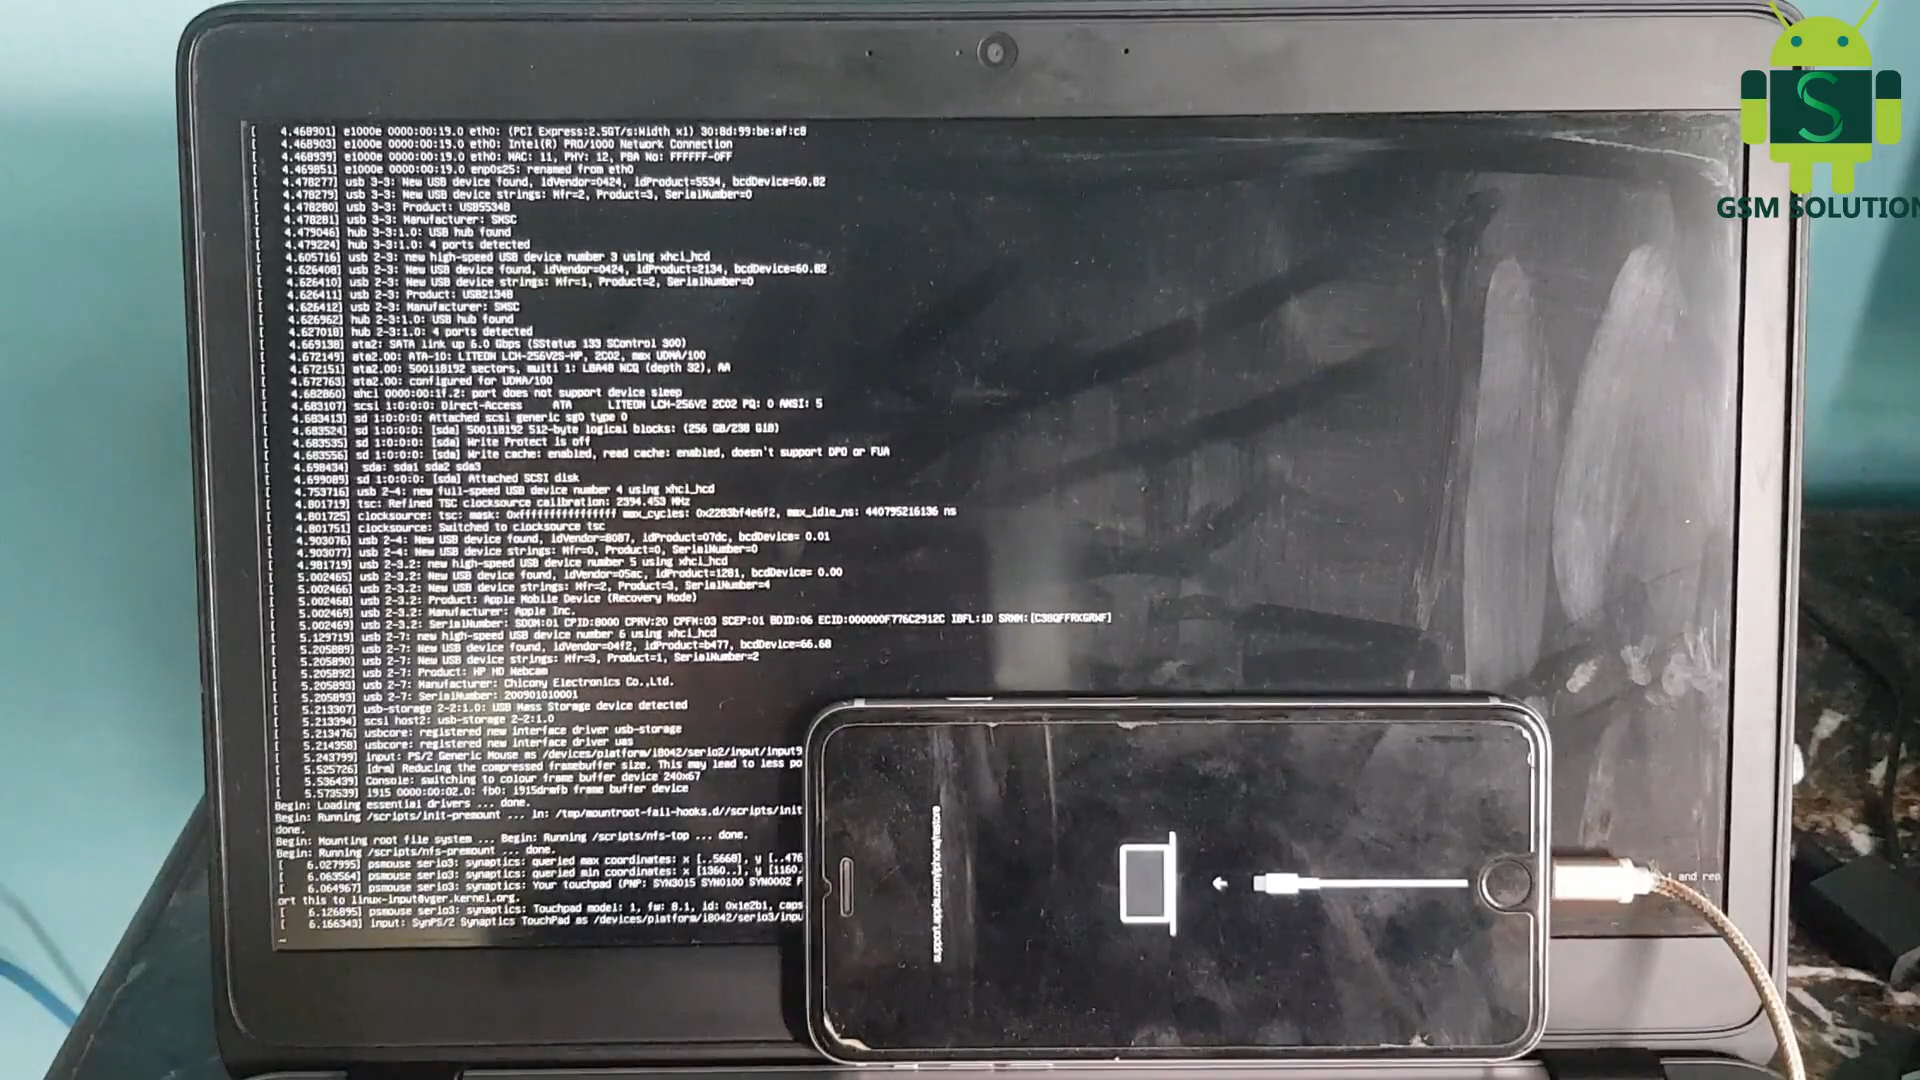 [ 4.468901] e1000e 0000:00:19.0 eth0: (PCI Express:2.5GT/s:Width x1) 30:8d:99:be:af:c8
[ 4.468903] e1000e 0000:00:19.0 eth0: Intel(R) PRO/1000 Network Connection
[ 4.468939] e1000e 0000:00:19.0 eth0: MAC: 11, PHY: 12, PBA No: FFFFFF-0FF
[ 4.469851] e1000e 0000:00:19.0 enp0s25: renamed from eth0
[ 4.478277] usb 3-3: New USB device found, idVendor=0424, idProduct=5534, bcdDevice=60.82
[ 4.478279] usb 3-3: New USB device strings: Mfr=2, Product=3, SerialNumber=0
[ 4.478280] usb 3-3: Product: USB5534B
[ 4.478281] usb 3-3: Manufacturer: SMSC
[ 4.479046] hub 3-3:1.0: USB hub found
[ 4.479224] hub 3-3:1.0: 4 ports detected
[ 4.605716] usb 2-3: new high-speed USB device number 3 using xhci_hcd
[ 4.626408] usb 2-3: New USB device found, idVendor=0424, idProduct=2134, bcdDevice=60.82
[ 4.626410] usb 2-3: New USB device strings: Mfr=1, Product=2, SerialNumber=0
[ 4.626411] usb 2-3: Product: USB2134B
[ 4.626412] usb 2-3: Manufacturer: SMSC
[ 4.626962] hub 2-3:1.0: USB hub found
[ 4.627018] hub 2-3:1.0: 4 ports detected
[ 4.669138] ata2: SATA link up 6.0 Gbps (SStatus 133 SControl 300)
[ 4.672149] ata2.00: ATA-10: LITEON LCH-256V2S-HP, 2C02, max UDMA/100
[ 4.672151] ata2.00: 500118192 sectors, multi 1: LBA48 NCQ (depth 32), AA
[ 4.672763] ata2.00: configured for UDMA/100
[ 4.682860] ahci 0000:00:1f.2: port does not support device sleep
[ 4.683107] scsi 1:0:0:0: Direct-Access ATA LITEON LCH-256V2 2C02 PQ: 0 ANSI: 5
[ 4.683413] sd 1:0:0:0: Attached scsi generic sg0 type 0
[ 4.683524] sd 1:0:0:0: [sda] 500118192 512-byte logical blocks: (256 GB/238 GiB)
[ 4.683535] sd 1:0:0:0: [sda] Write Protect is off
[ 4.683556] sd 1:0:0:0: [sda] Write cache: enabled, read cache: enabled, doesn't support DPO or FUA
[ 4.698434] sda: sda1 sda2 sda3
[ 4.699089] sd 1:0:0:0: [sda] Attached SCSI disk
[ 4.753716] usb 2-4: new full-speed USB device number 4 using xhci_hcd
[ 4.801719] tsc: Refined TSC clocksource calibration: 2394.453 MHz
[ 4.801725] clocksource: tsc: mask: 0xffffffffffffffff max_cycles: 0x2283bf4e6f2, max_idle_ns: 440795216136 ns
[ 4.801751] clocksource: Switched to clocksource tsc
[ 4.903076] usb 2-4: New USB device found, idVendor=8087, idProduct=07dc, bcdDevice= 0.01
[ 4.903077] usb 2-4: New USB device strings: Mfr=0, Product=0, SerialNumber=0
[ 4.981719] usb 2-3.2: new high-speed USB device number 5 using xhci_hcd
[ 5.002465] usb 2-3.2: New USB device found, idVendor=05ac, idProduct=1281, bcdDevice= 0.00
[ 5.002466] usb 2-3.2: New USB device strings: Mfr=2, Product=3, SerialNumber=4
[ 5.002468] usb 2-3.2: Product: Apple Mobile Device (Recovery Mode)
[ 5.002469] usb 2-3.2: Manufacturer: Apple Inc.
[ 5.002469] usb 2-3.2: SerialNumber: SDOM:01 CPID:8000 CPRV:20 CPFM:03 SCEP:01 BDID:06 ECID:000000F776C2912C IBFL:1D SRNM:[C38QFFRKGRWF]
[ 5.129719] usb 2-7: new high-speed USB device number 6 using xhci_hcd
[ 5.205889] usb 2-7: New USB device found, idVendor=04f2, idProduct=b477, bcdDevice=66.68
[ 5.205890] usb 2-7: New USB device strings: Mfr=3, Product=1, SerialNumber=2
[ 5.205892] usb 2-7: Product: HP HD Webcam
[ 5.205893] usb 2-7: Manufacturer: Chicony Electronics Co.,Ltd.
[ 5.205893] usb 2-7: SerialNumber: 200901010001
[ 5.213307] usb-storage 2-2:1.0: USB Mass Storage device detected
[ 5.213394] scsi host2: usb-storage 2-2:1.0
[ 5.213476] usbcore: registered new interface driver usb-storage
[ 5.214358] usbcore: registered new interface driver uas
[ 5.243799] input: PS/2 Generic Mouse as /devices/platform/i8042/serio2/input/input9
[ 5.525726] [drm] Reducing the compressed framebuffer size. This may lead to less po
[ 5.536439] Console: switching to colour frame buffer device 240x67
[ 5.573539] i915 0000:00:02.0: fb0: i915drmfb frame buffer device
Begin: Loading essential drivers ... done.
Begin: Running /scripts/init-premount ... in: /tmp/mountroot-fail-hooks.d//scripts/init
done.
Begin: Mounting root file system ... Begin: Running /scripts/nfs-top ... done.
Begin: Running /scripts/nfs-premount ... done.
[ 6.027995] psmouse serio3: synaptics: queried max coordinates: x [..5668], y [..476
[ 6.063564] psmouse serio3: synaptics: queried min coordinates: x [1360..], y [1160.
[ 6.064967] psmouse serio3: synaptics: Your touchpad (PNP: SYN3015 SYN0100 SYN0002 P
and rep
ort this to linux-input@vger.kernel.org.
[ 6.126895] psmouse serio3: synaptics: Touchpad model: 1, fw: 8.1, id: 0x1e2b1, caps
[ 6.166343] input: SynPS/2 Synaptics TouchPad as /devices/platform/i8042/serio3/inpu
support.apple.com/iphone/restore
S
GSM SOLUTION